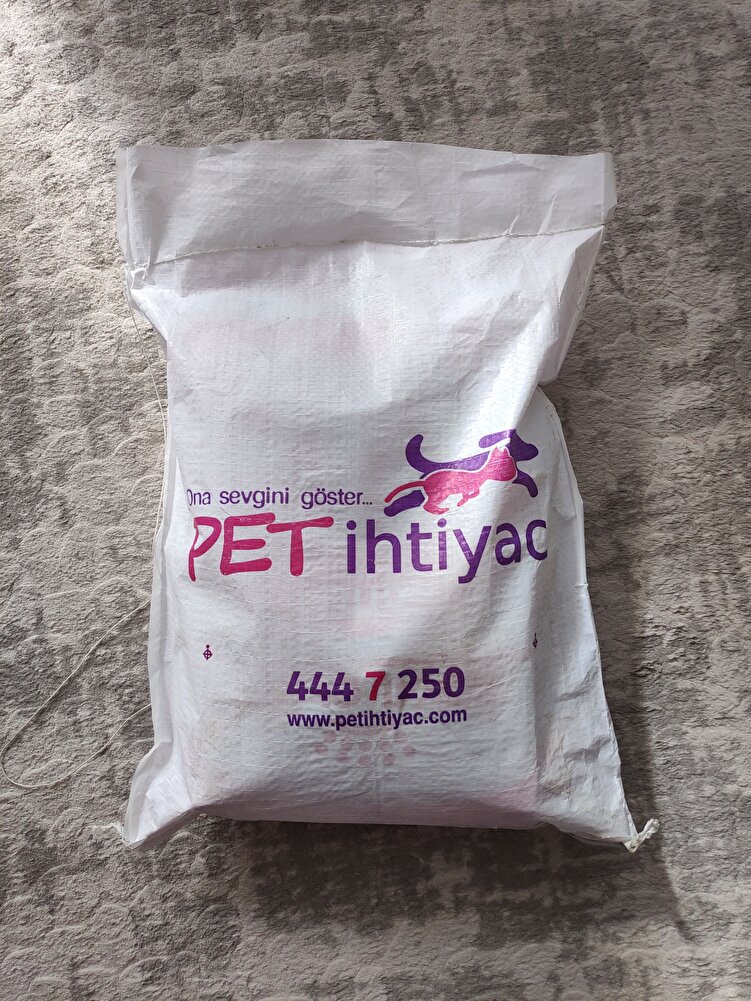 Ona sevgini göster...
PET ihtiyac
444 7 250
www.petihtiyac.com